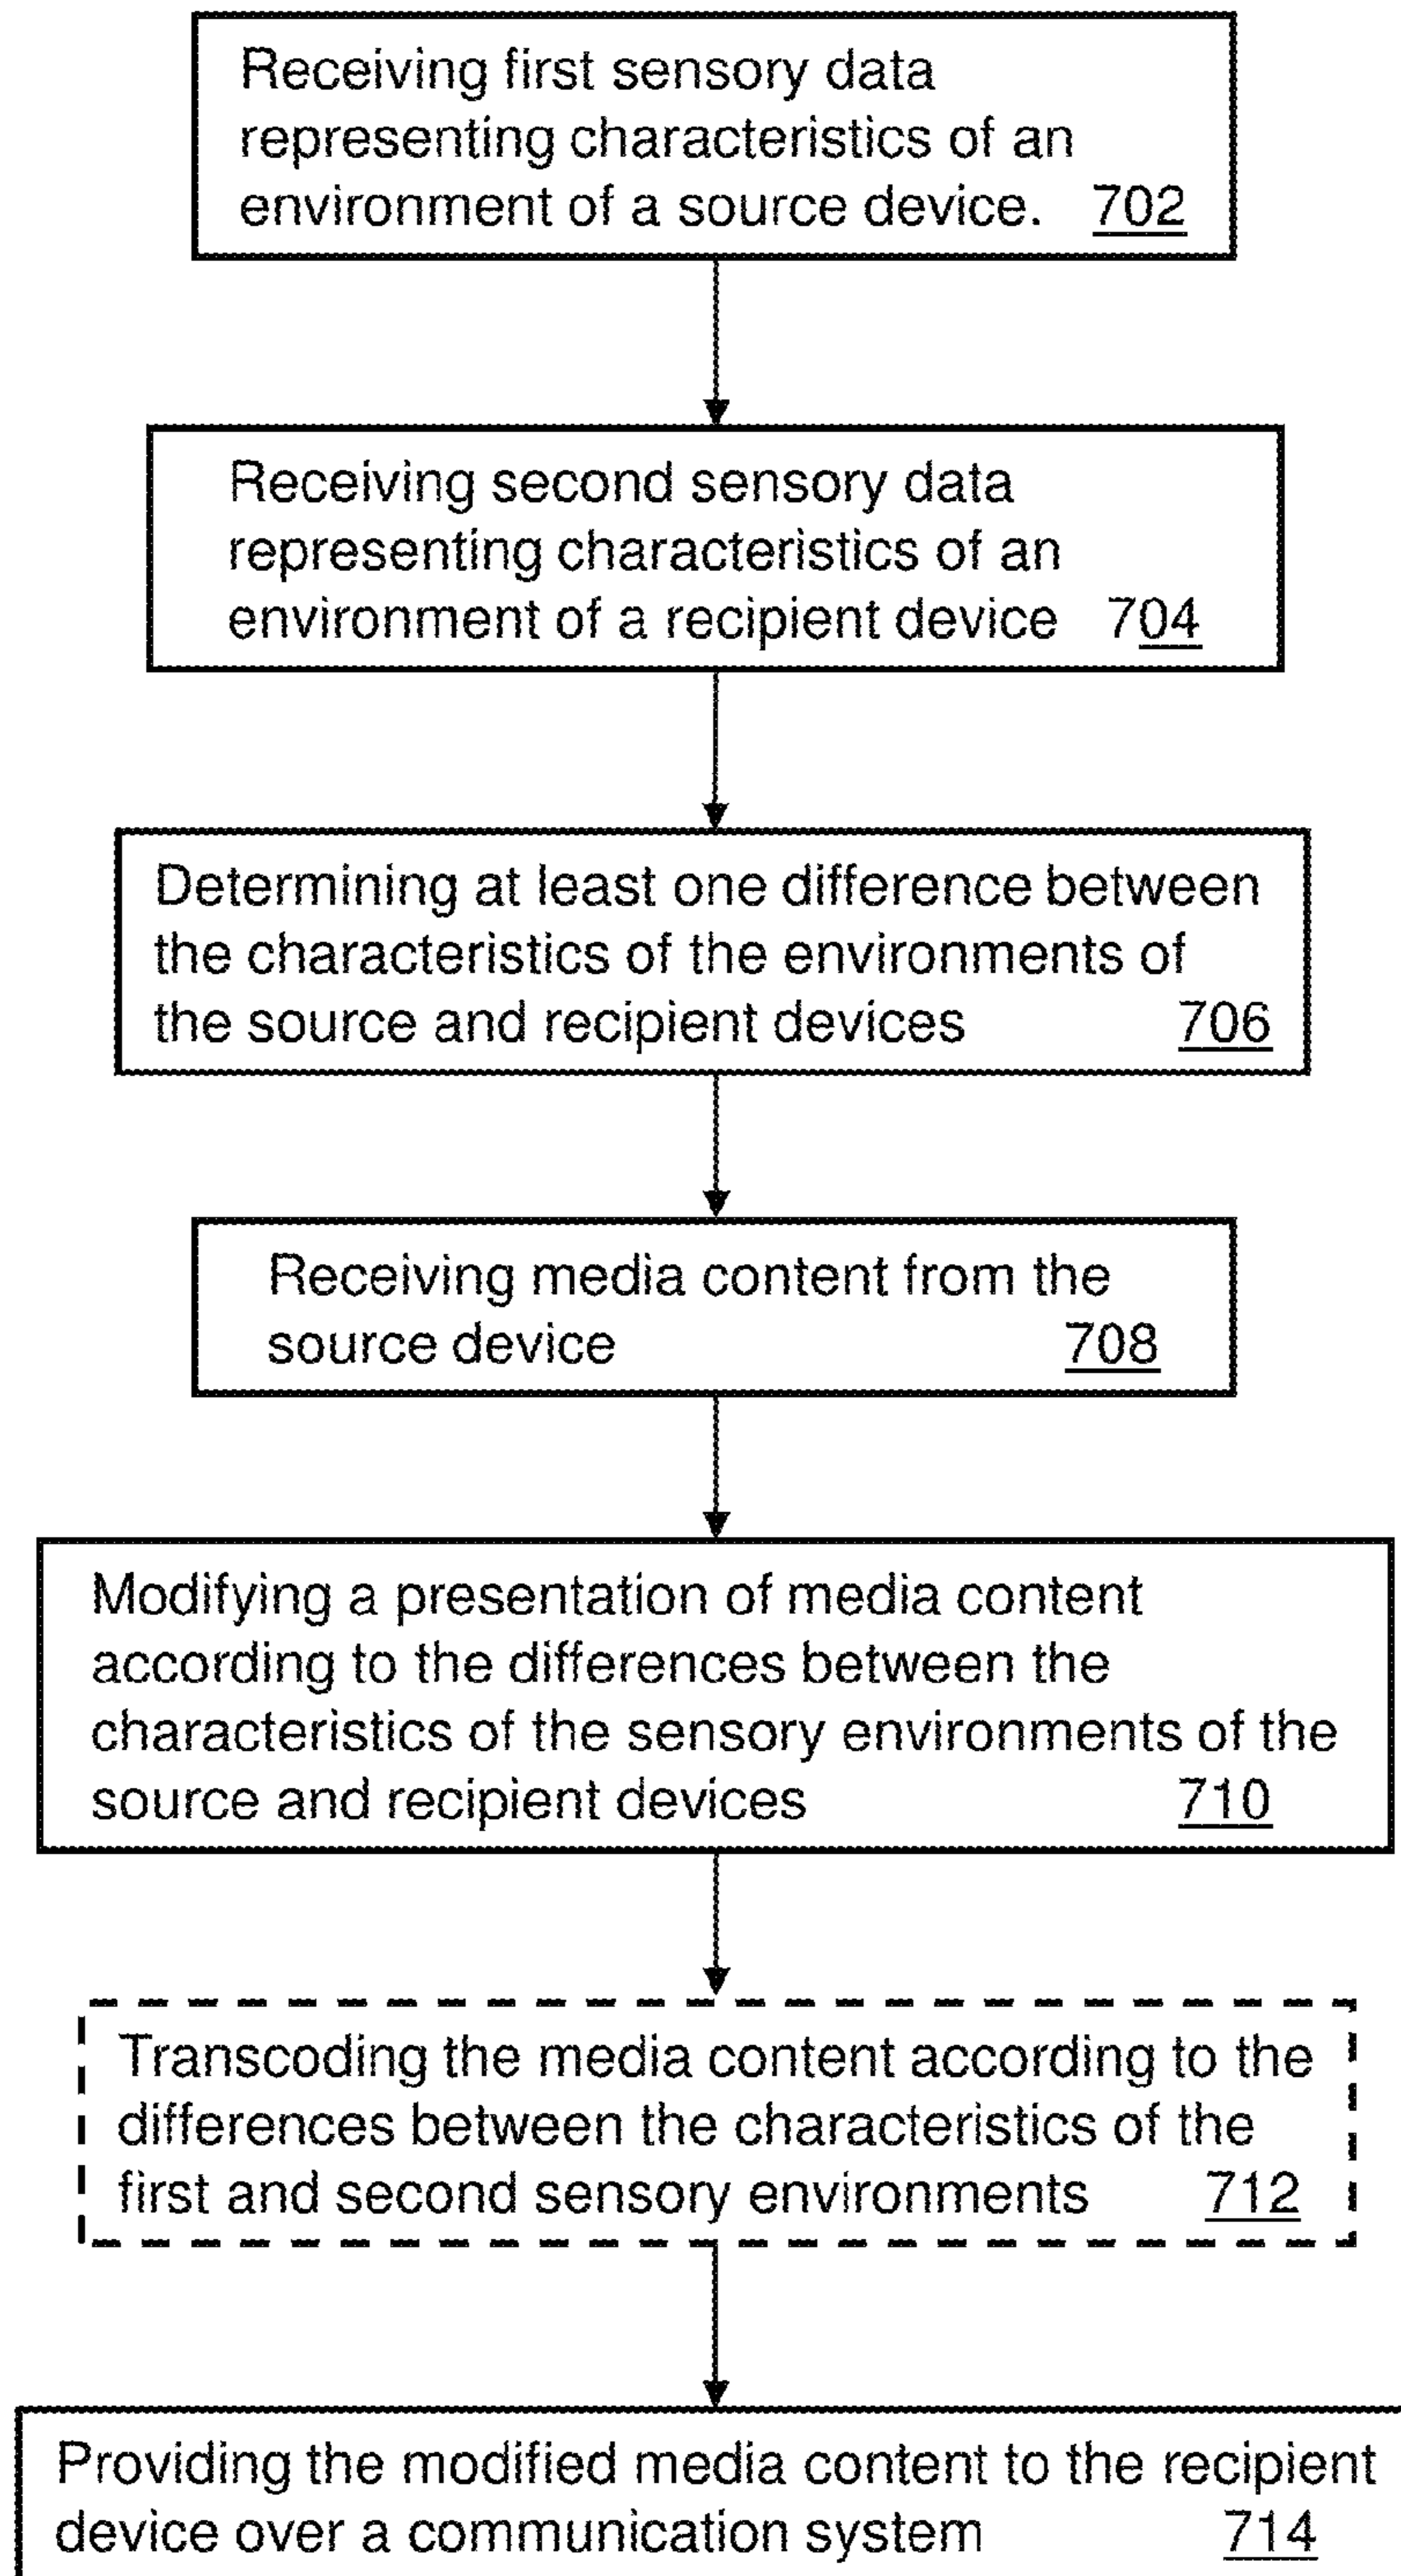 Receiving first sensory data
representing characteristics of an
environment of a source device. 702
Receiving second sensory data
representing characteristics of an
environment of a recipient device 704
Determining at least one difference between
the characteristics of the environments of
the source and recipient devices 706
Receiving media content from the
source device 708
Modifying a presentation of media content
according to the differences between the
characteristics of the sensory environments of the
source and recipient devices 710
Transcoding the media content according to the
differences between the characteristics of the
first and second sensory environments 712
Providing the modified media content to the recipient
device over a communication system 714